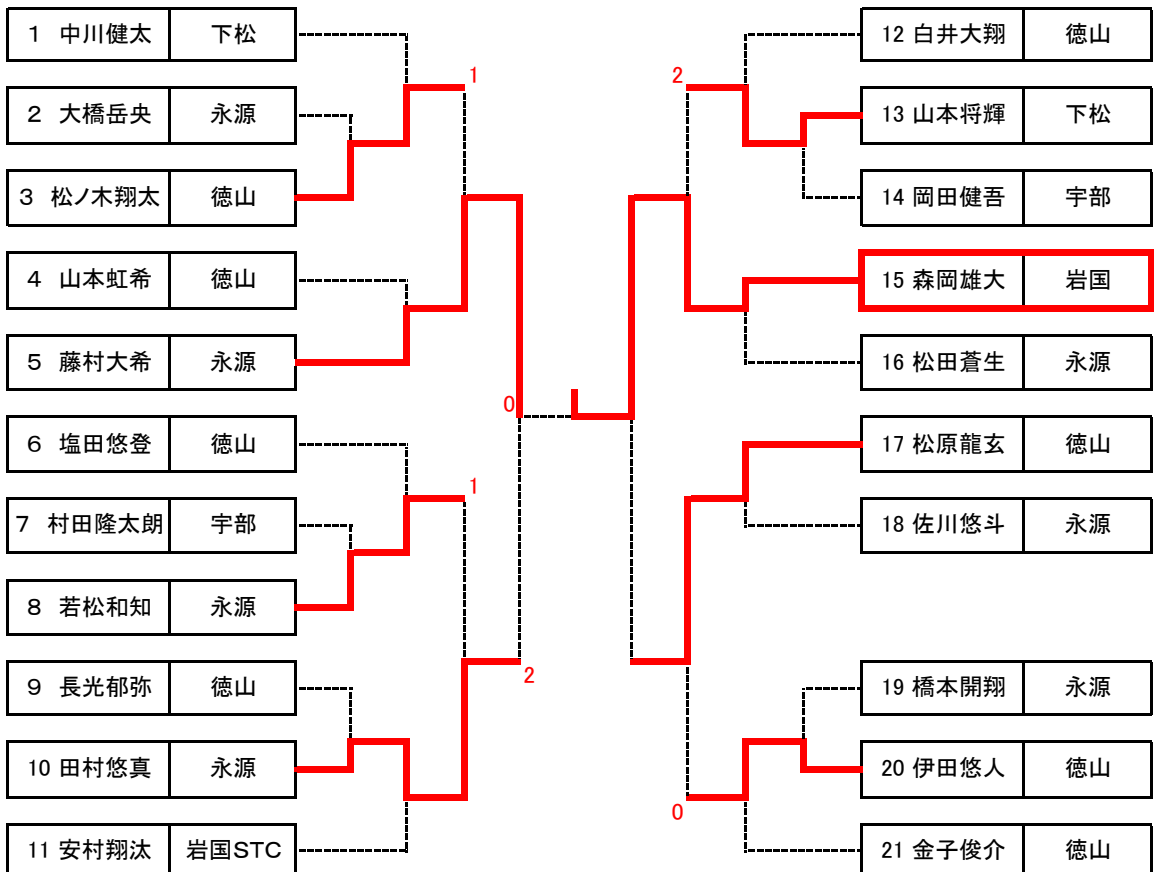 1 中川健太 下松
2 大橋岳央 永源
3 松ノ木翔太 徳山
4 山本虹希 徳山
5 藤村大希 永源
6 塩田悠登 徳山
7 村田隆太朗 宇部
8 若松和知 永源
9 長光郁弥 徳山
10 田村悠真 永源
11 安村翔汰 岩国STC
1
0
1
2
2
0
12 白井大翔 徳山
13 山本将輝 下松
14 岡田健吾 宇部
15 森岡雄大 岩国
16 松田蒼生 永源
17 松原龍玄 徳山
18 佐川悠斗 永源
19 橋本開翔 永源
20 伊田悠人 徳山
21 金子俊介 徳山